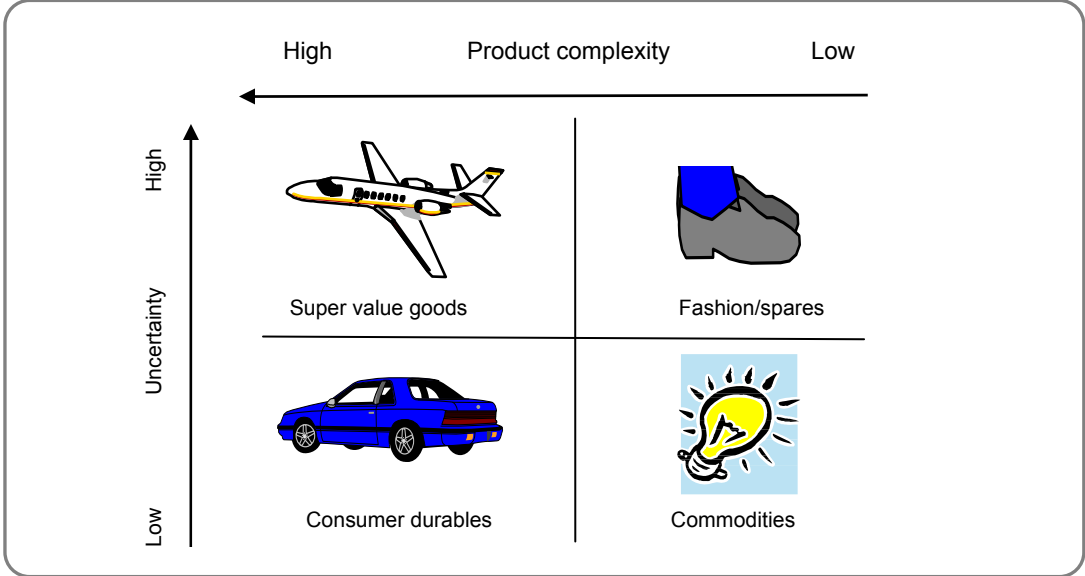 High Product complexity Low
High
Super value goods Fashion/spares
Uncertainty
Consumer durables Commodities
Low